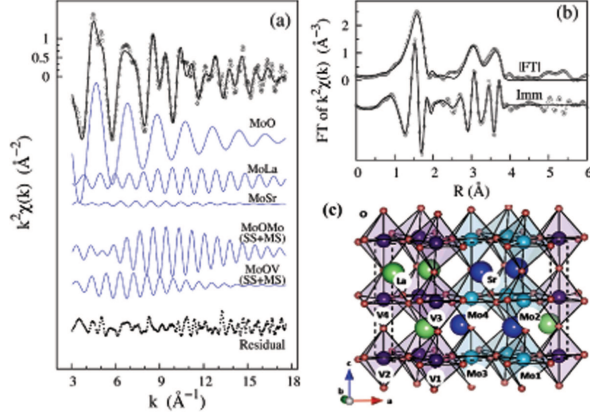 (a)
k²χ(k) (Å⁻²)
1
0.5
0
MoO
MoLa
MoSr
MoOMo
(SS+MS)
MoOV
(SS+MS)
Residual
3 6 9 12 15 18
k (Å⁻¹)
(b)
FT of k²χ(k) (Å⁻³)
2
1
0
0
|FT|
Imm
0 1 2 3 4 5 6
R (Å)
(c)
O
La
Sr
V4 V3 Mo4 Mo2
V2 V1 Mo3 Mo1
c
b a